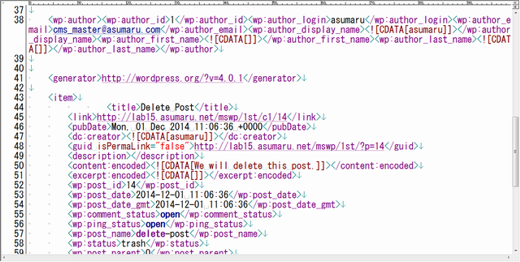 37
38 <wp:author><wp:author_id>1</wp:author_id><wp:author_login>asumaru</wp:author_login><wp:author_e
mail>cms_master@asumaru.com</wp:author_email><wp:author_display_name><![CDATA[asumaru]]></wp:author
_display_name><wp:author_first_name><![CDATA[]]></wp:author_first_name><wp:author_last_name><![CDAT
A[]]></wp:author_last_name></wp:author>↓
39 ↓
40 ↓
41 <generator>http://wordpress.org/?v=4.0.1</generator>↓
42 ↓
43 <item>↓
44 <title>Delete Post</title>↓
45 <link>http://lab15.asumaru.net/mswp/1st/cl/14</link>↓
46 <pubDate>Mon, 01 Dec 2014 11:06:36 +0000</pubDate>↓
47 <dc:creator><![CDATA[asumaru]]></dc:creator>↓
48 <guid isPermaLink="false">http://lab15.asumaru.net/mswp/1st/?p=14</guid>↓
49 <description></description>↓
50 <content:encoded><![CDATA[We will delete this post.]]></content:encoded>↓
51 <excerpt:encoded><![CDATA[]]></excerpt:encoded>↓
52 <wp:post_id>14</wp:post_id>↓
53 <wp:post_date>2014-12-01 11:06:36</wp:post_date>↓
54 <wp:post_date_gmt>2014-12-01 11:06:36</wp:post_date_gmt>↓
55 <wp:comment_status>open</wp:comment_status>↓
56 <wp:ping_status>open</wp:ping_status>↓
57 <wp:post_name>delete-post</wp:post_name>↓
58 <wp:status>trash</wp:status>↓
59 <wp:post_parent>0</wp:post_parent>↓